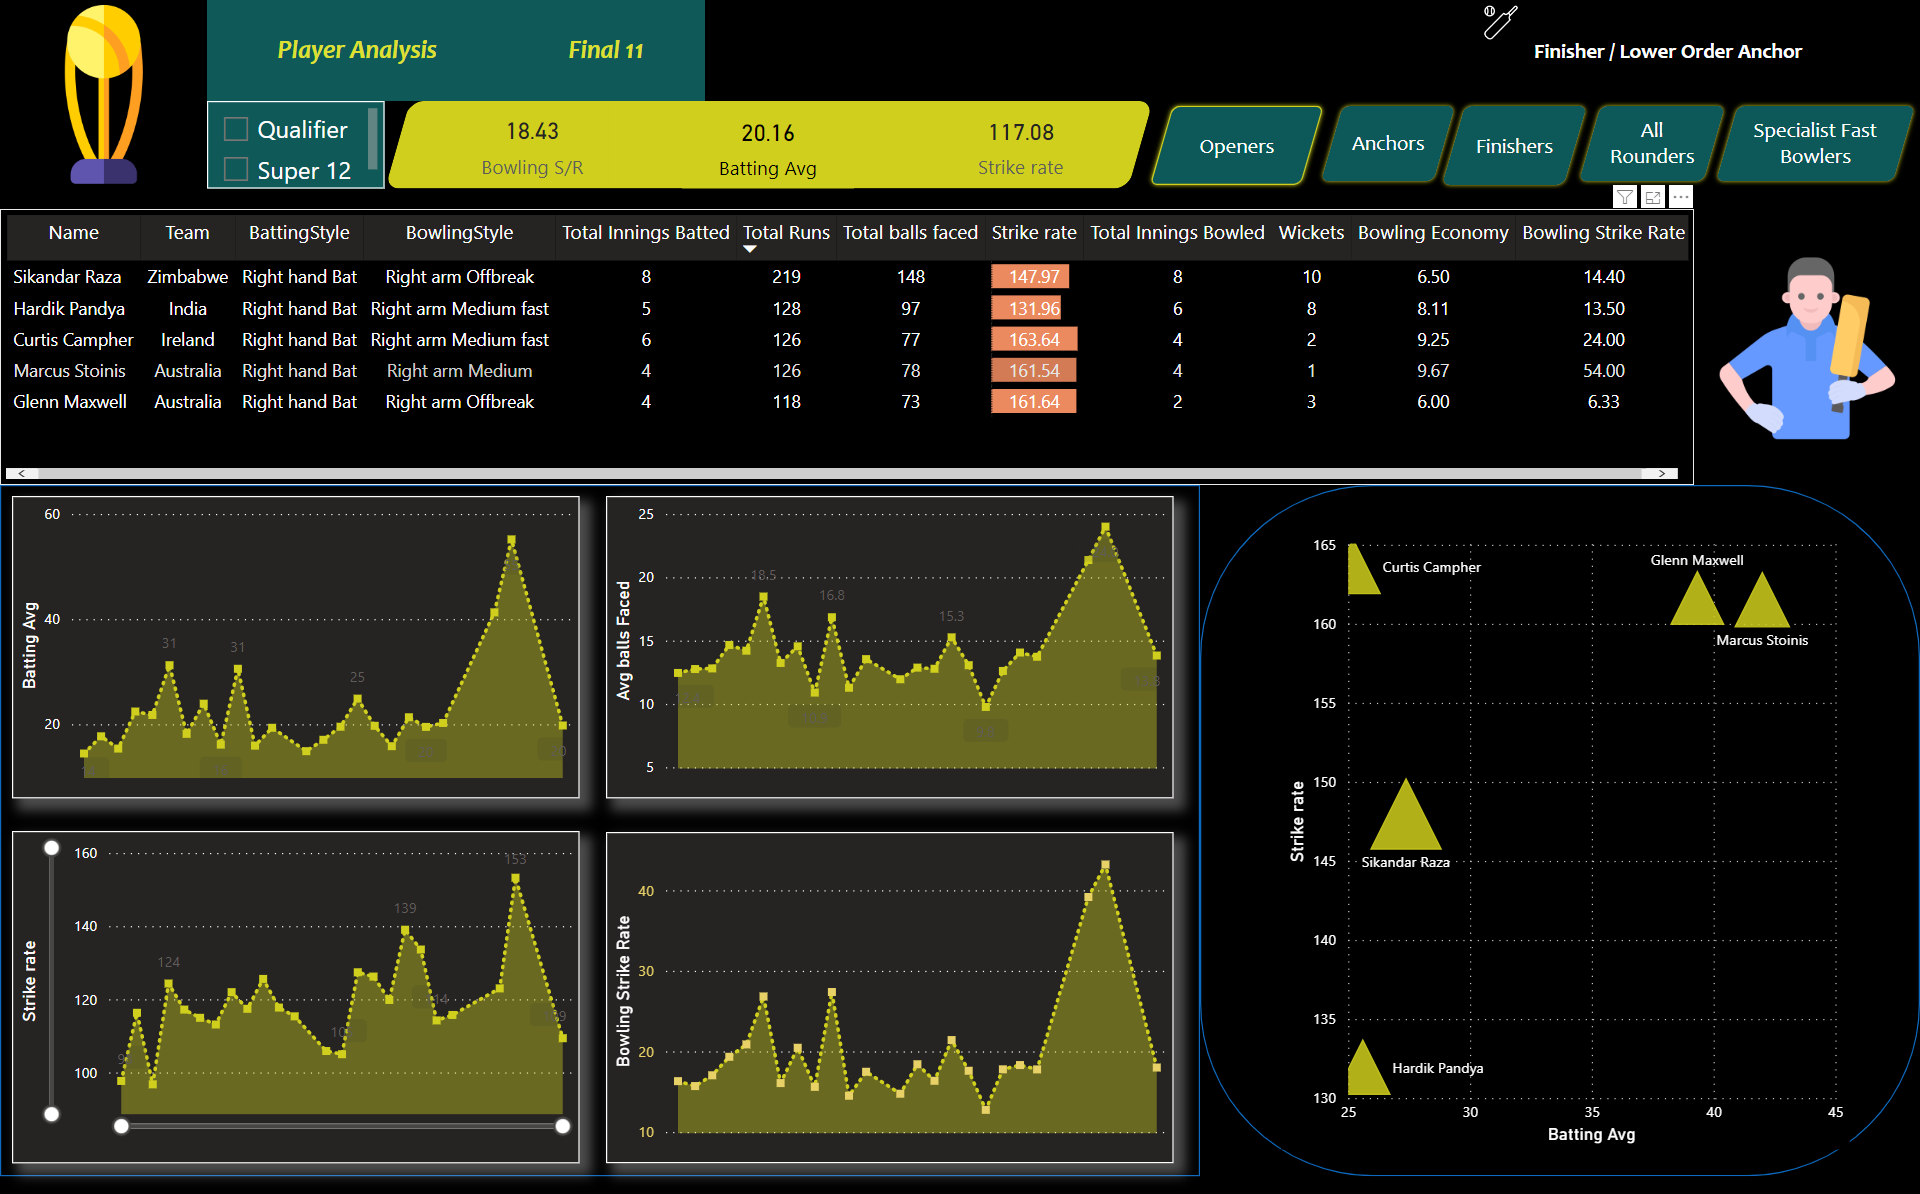 Player Analysis
Final 11
Finisher / Lower Order Anchor
Qualifier
Super 12
18.43
Bowling S/R
20.16
Batting Avg
117.08
Strike rate
Openers
Anchors
Finishers
All
Rounders
Specialist Fast
Bowlers
Name Team BattingStyle BowlingStyle Total Innings Batted Total Runs Total balls faced Strike rate Total Innings Bowled Wickets Bowling Economy Bowling Strike Rate
Sikandar Raza Zimbabwe Right hand Bat Right arm Offbreak 8 219 148 147.97 8 10 6.50 14.40
Hardik Pandya India Right hand Bat Right arm Medium fast 5 128 97 131.96 6 8 8.11 13.50
Curtis Campher Ireland Right hand Bat Right arm Medium fast 6 126 77 163.64 4 2 9.25 24.00
Marcus Stoinis Australia Right hand Bat Right arm Medium 4 126 78 161.54 4 1 9.67 54.00
Glenn Maxwell Australia Right hand Bat Right arm Offbreak 4 118 73 161.64 2 3 6.00 6.33
Batting Avg
60
40
20
31
31
25
Avg balls Faced
25
20
15
10
5
18.5
16.8
15.3
Strike rate
160
140
120
100
124
139
153
Bowling Strike Rate
40
30
20
10
Strike rate
165
160
155
150
145
140
135
130
Curtis Campher
Glenn Maxwell
Marcus Stoinis
Sikandar Raza
Hardik Pandya
25 30 35 40 45
Batting Avg